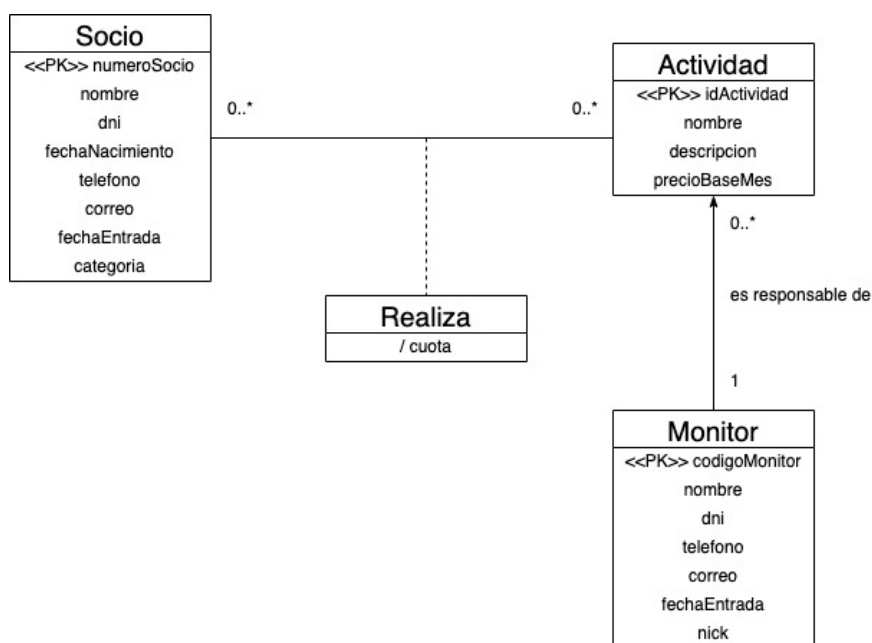 Socio
<<PK>> numeroSocio
nombre
dni
fechaNacimiento
telefono
correo
fechaEntrada
categoria
0..*
0..*
Actividad
<<PK>> idActividad
nombre
descripcion
precioBaseMes
0..*
es responsable de
1
Realiza
/ cuota
Monitor
<<PK>> codigoMonitor
nombre
dni
telefono
correo
fechaEntrada
nick